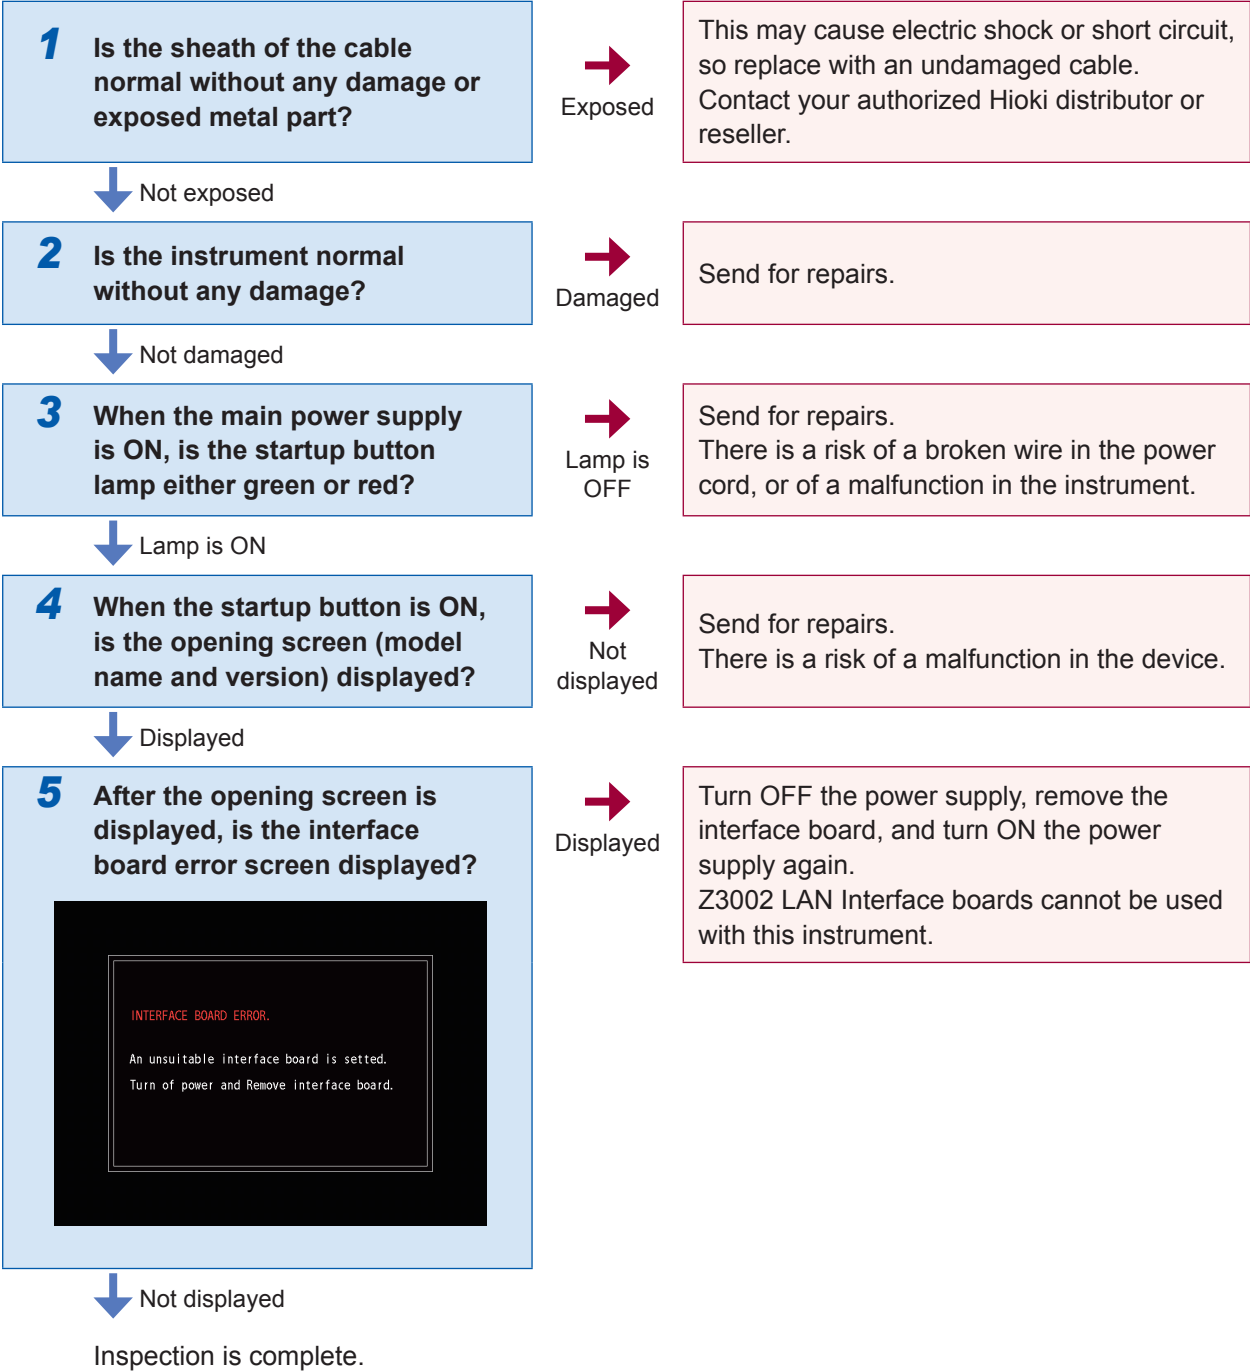 1 Is the sheath of the cable
normal without any damage or
exposed metal part?
Exposed
This may cause electric shock or short circuit,
so replace with an undamaged cable.
Contact your authorized Hioki distributor or
reseller.
Not exposed
2 Is the instrument normal
without any damage?
Damaged
Send for repairs.
Not damaged
3 When the main power supply
is ON, is the startup button
lamp either green or red?
Lamp is
OFF
Send for repairs.
There is a risk of a broken wire in the power
cord, or of a malfunction in the instrument.
Lamp is ON
4 When the startup button is ON,
is the opening screen (model
name and version) displayed?
Not
displayed
Send for repairs.
There is a risk of a malfunction in the device.
Displayed
5 After the opening screen is
displayed, is the interface
board error screen displayed?
Displayed
Turn OFF the power supply, remove the
interface board, and turn ON the power
supply again.
Z3002 LAN Interface boards cannot be used
with this instrument.
INTERFACE BOARD ERROR.
An unsuitable interface board is setted.
Turn of power and Remove interface board.
Not displayed
Inspection is complete.